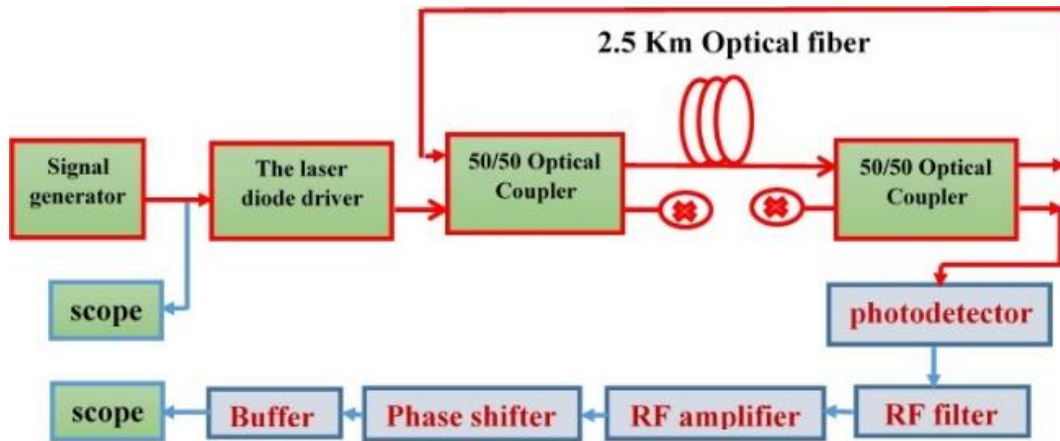 2.5 Km Optical fiber
Signal
generator
The laser
diode driver
50/50 Optical
Coupler
50/50 Optical
Coupler
scope
photodetector
scope
Buffer
Phase shifter
RF amplifier
RF filter